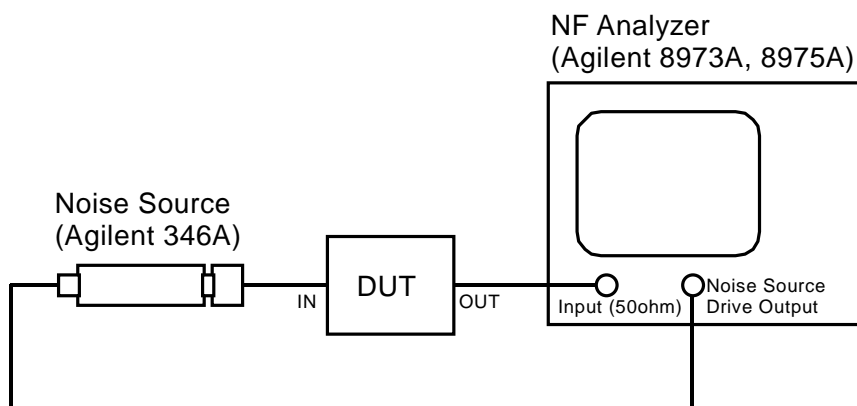 NF Analyzer
(Agilent 8973A, 8975A)
Noise Source
(Agilent 346A)
IN
DUT
OUT
Input (50ohm)
Noise Source
Drive Output